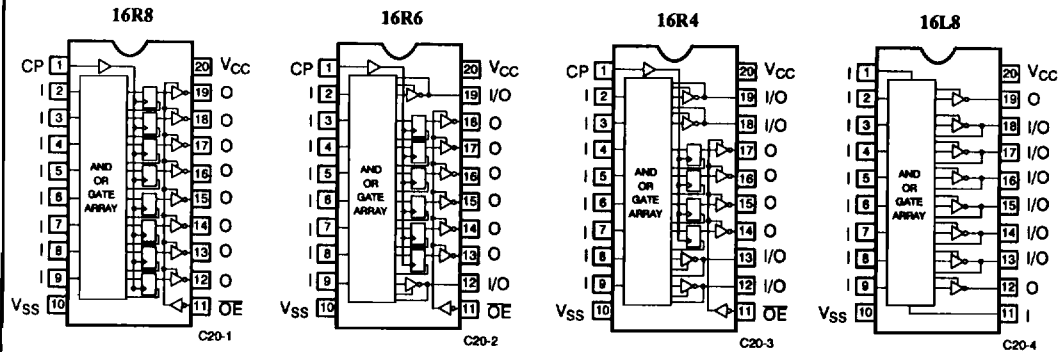 16R8
CP 1 20 VCC
I 2 19 O
I 3 18 O
I 4 17 O
I 5 16 O
I 6 15 O
I 7 14 O
I 8 13 O
I 9 12 O
VSS 10 11 OE
AND
OR
GATE
ARRAY
C20-1
16R6
CP 1 20 VCC
I 2 19 I/O
I 3 18 O
I 4 17 O
I 5 16 O
I 6 15 O
I 7 14 O
I 8 13 O
I 9 12 I/O
VSS 10 11 OE
AND
OR
GATE
ARRAY
C20-2
16R4
CP 1 20 VCC
I 2 19 I/O
I 3 18 I/O
I 4 17 O
I 5 16 O
I 6 15 O
I 7 14 O
I 8 13 I/O
I 9 12 I/O
VSS 10 11 OE
AND
OR
GATE
ARRAY
C20-3
16L8
I 1 20 VCC
I 2 19 O
I 3 18 I/O
I 4 17 I/O
I 5 16 I/O
I 6 15 I/O
I 7 14 I/O
I 8 13 I/O
I 9 12 O
VSS 10 11 I
AND
OR
GATE
ARRAY
C20-4